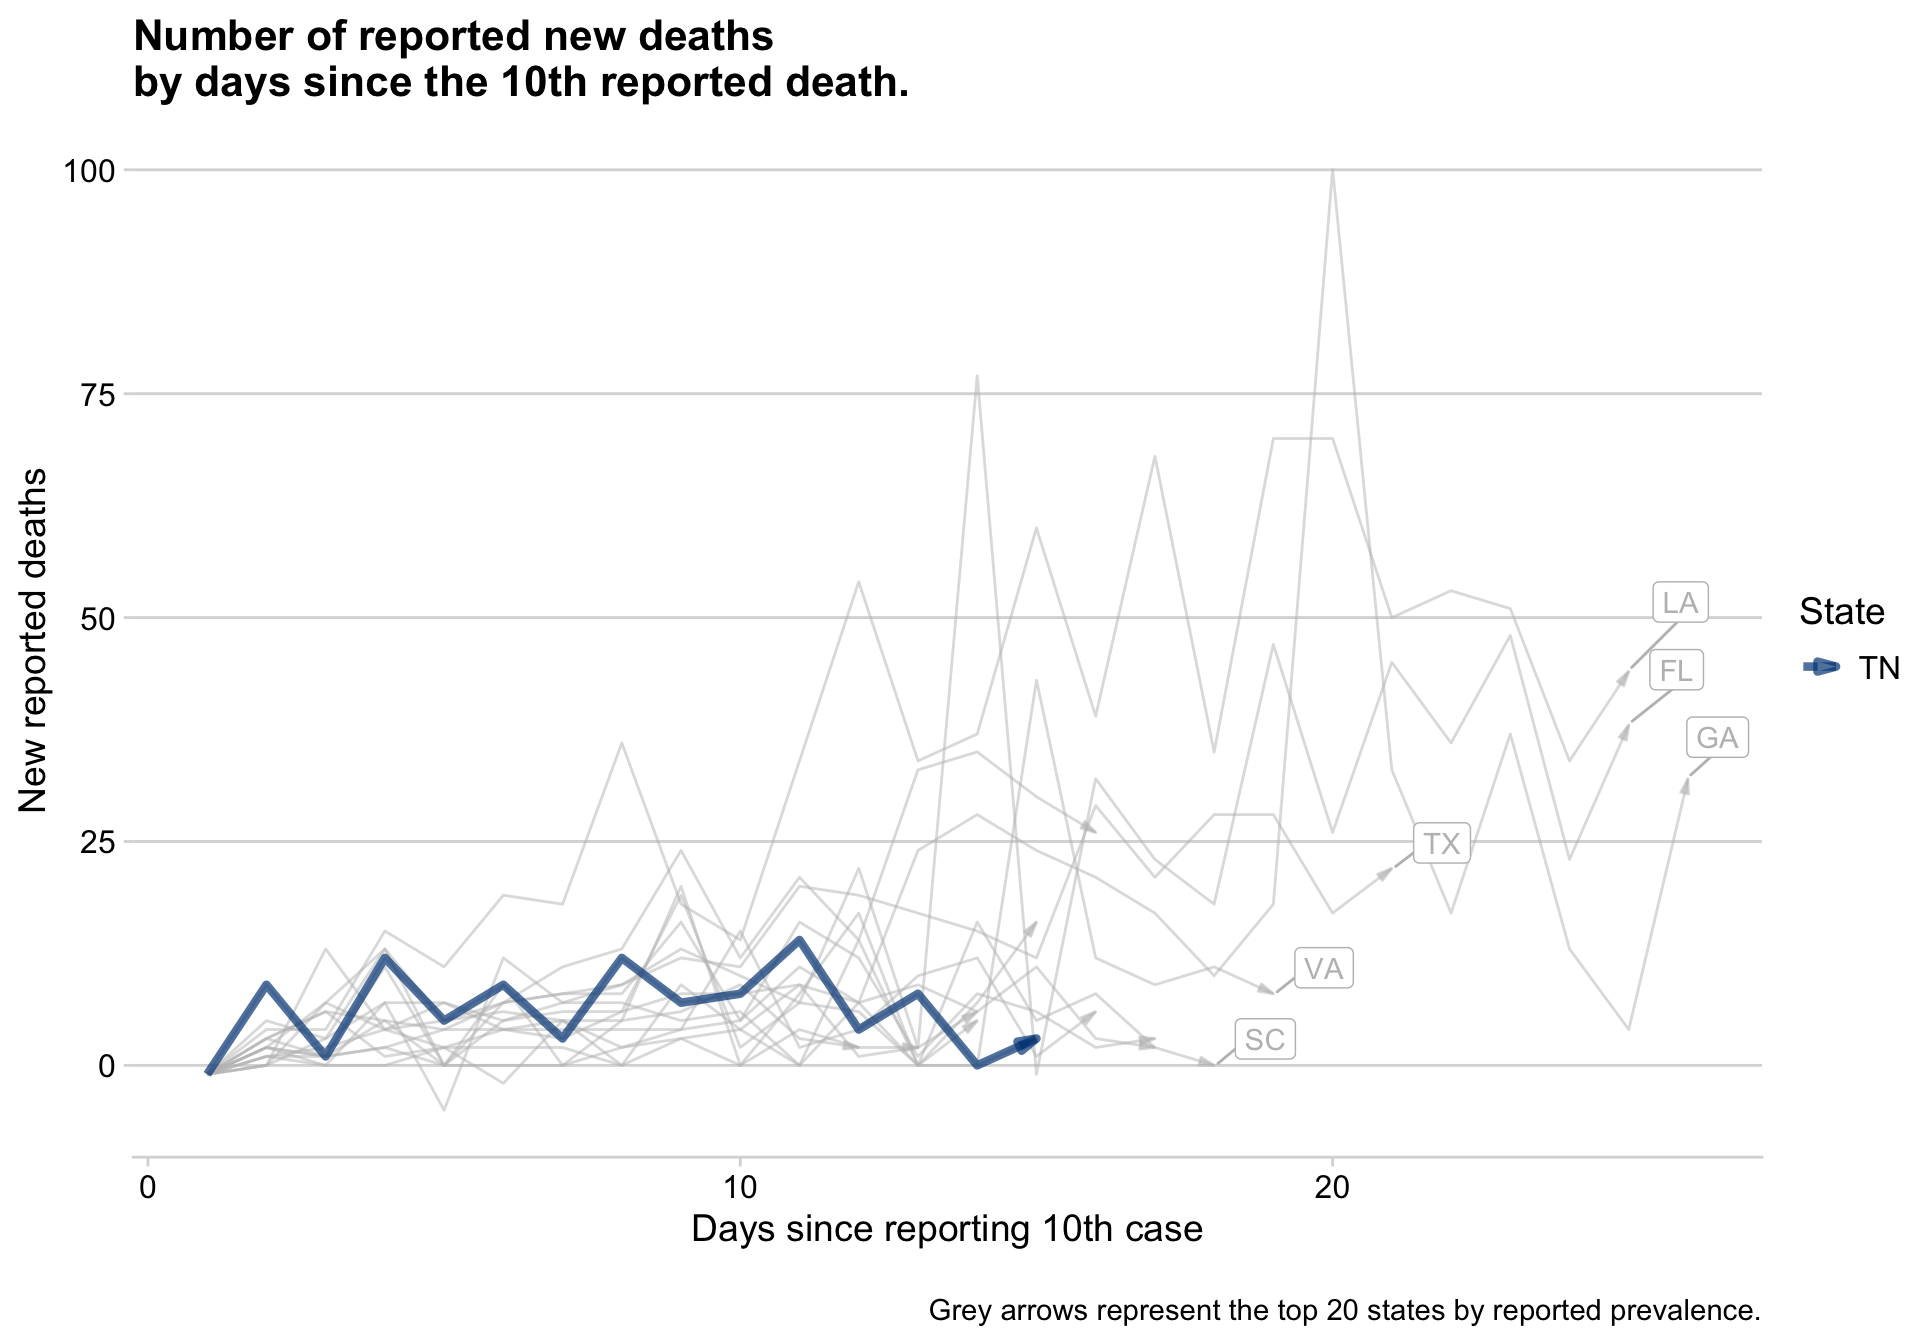 Number of reported new deaths
by days since the 10th reported death.
100
75
50
25
0
New reported deaths
LA
FL
GA
TX
VA
SC
State
TN
0 10 20
Days since reporting 10th case
Grey arrows represent the top 20 states by reported prevalence.